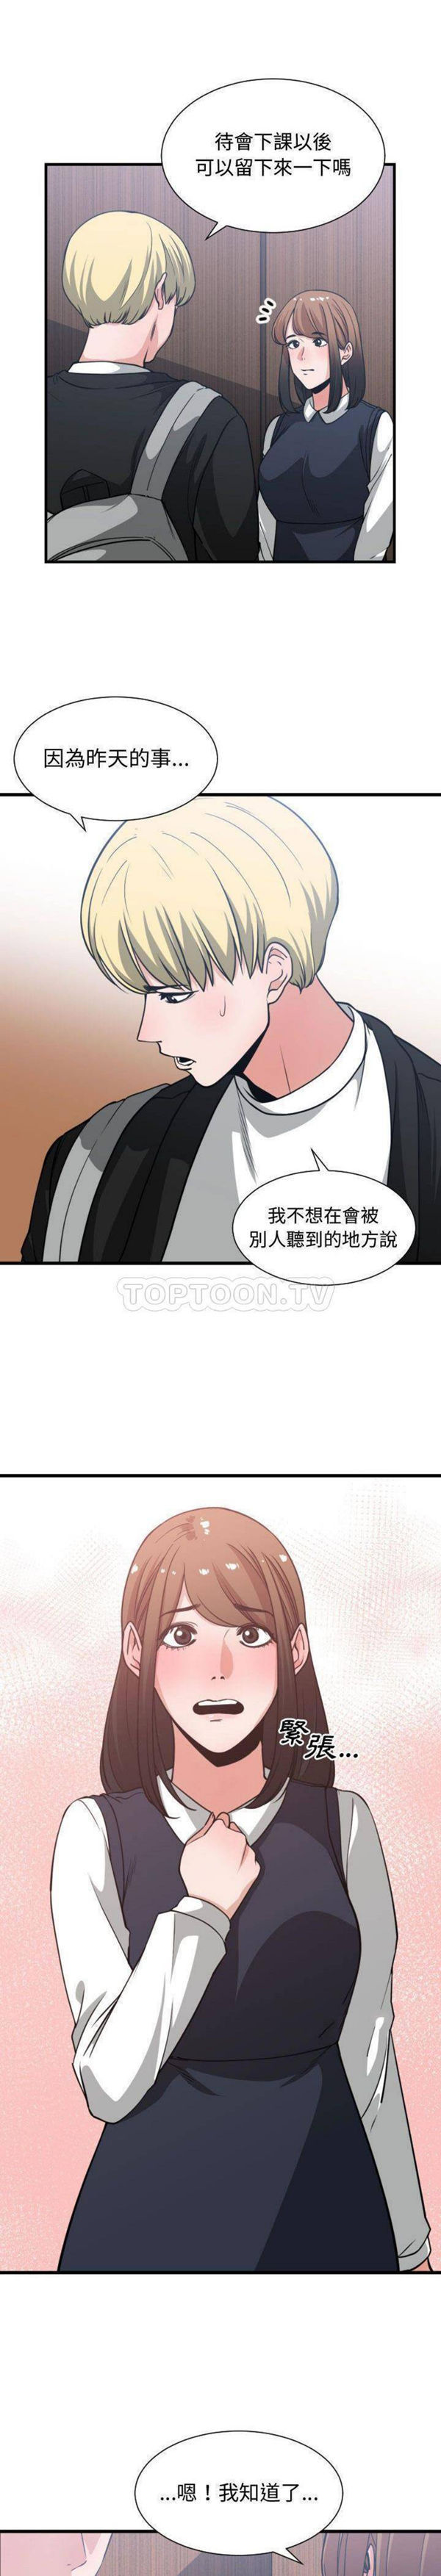 待會下課以後
可以留下來一下嗎
因為昨天的事...
我不想在會被
別人聽到的地方說
TOPTOON.TV
緊張...
...嗯！我知道了...